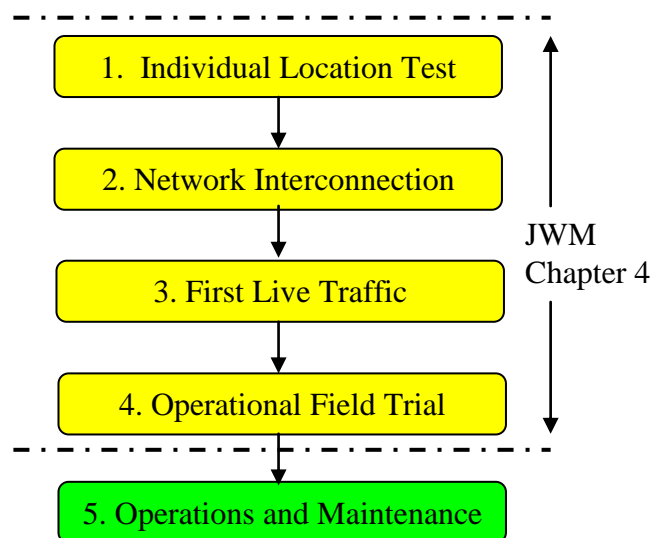 1. Individual Location Test
2. Network Interconnection
3. First Live Traffic
4. Operational Field Trial
JWM
Chapter 4
5. Operations and Maintenance